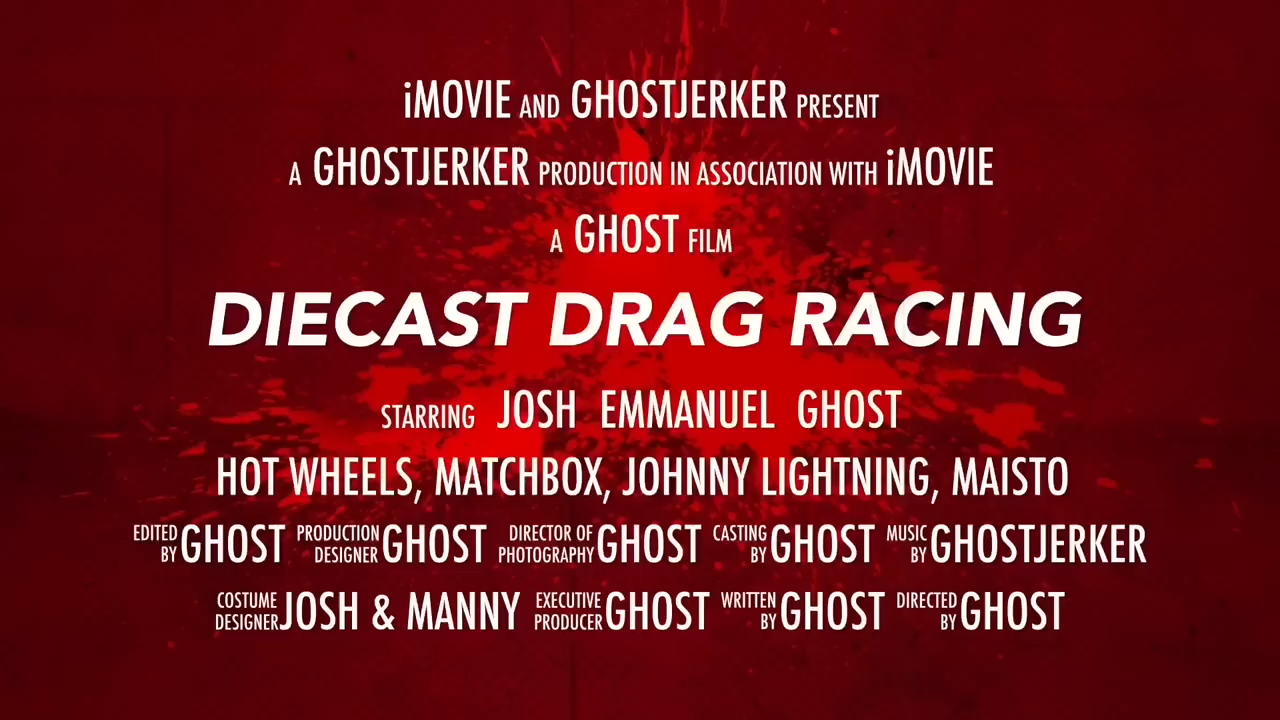 iMOVIE AND GHOSTJERKER PRESENT
A GHOSTJERKER PRODUCTION IN ASSOCIATION WITH iMOVIE
A GHOST FILM
DIECAST DRAG RACING
STARRING JOSH EMMANUEL GHOST
HOT WHEELS, MATCHBOX, JOHNNY LIGHTNING, MAISTO
EDITED BY GHOST PRODUCTION DESIGNER GHOST DIRECTOR OF PHOTOGRAPHY GHOST CASTING BY GHOST MUSIC BY GHOSTJERKER
COSTUME DESIGNER JOSH & MANNY EXECUTIVE PRODUCER GHOST WRITTEN BY GHOST DIRECTED BY GHOST